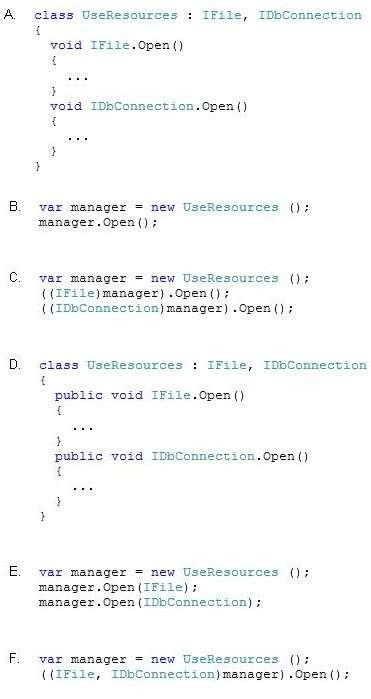 A. class UseResources : IFile, IDbConnection
{
void IFile.Open()
{
...
}
void IDbConnection.Open()
{
...
}
}
B. var manager = new UseResources ();
manager.Open();
C. var manager = new UseResources ();
((IFile)manager).Open();
((IDbConnection)manager).Open();
D. class UseResources : IFile, IDbConnection
{
public void IFile.Open()
{
...
}
public void IDbConnection.Open()
{
...
}
}
E. var manager = new UseResources ();
manager.Open(IFile);
manager.Open(IDbConnection);
F. var manager = new UseResources ();
((IFile, IDbConnection)manager).Open();